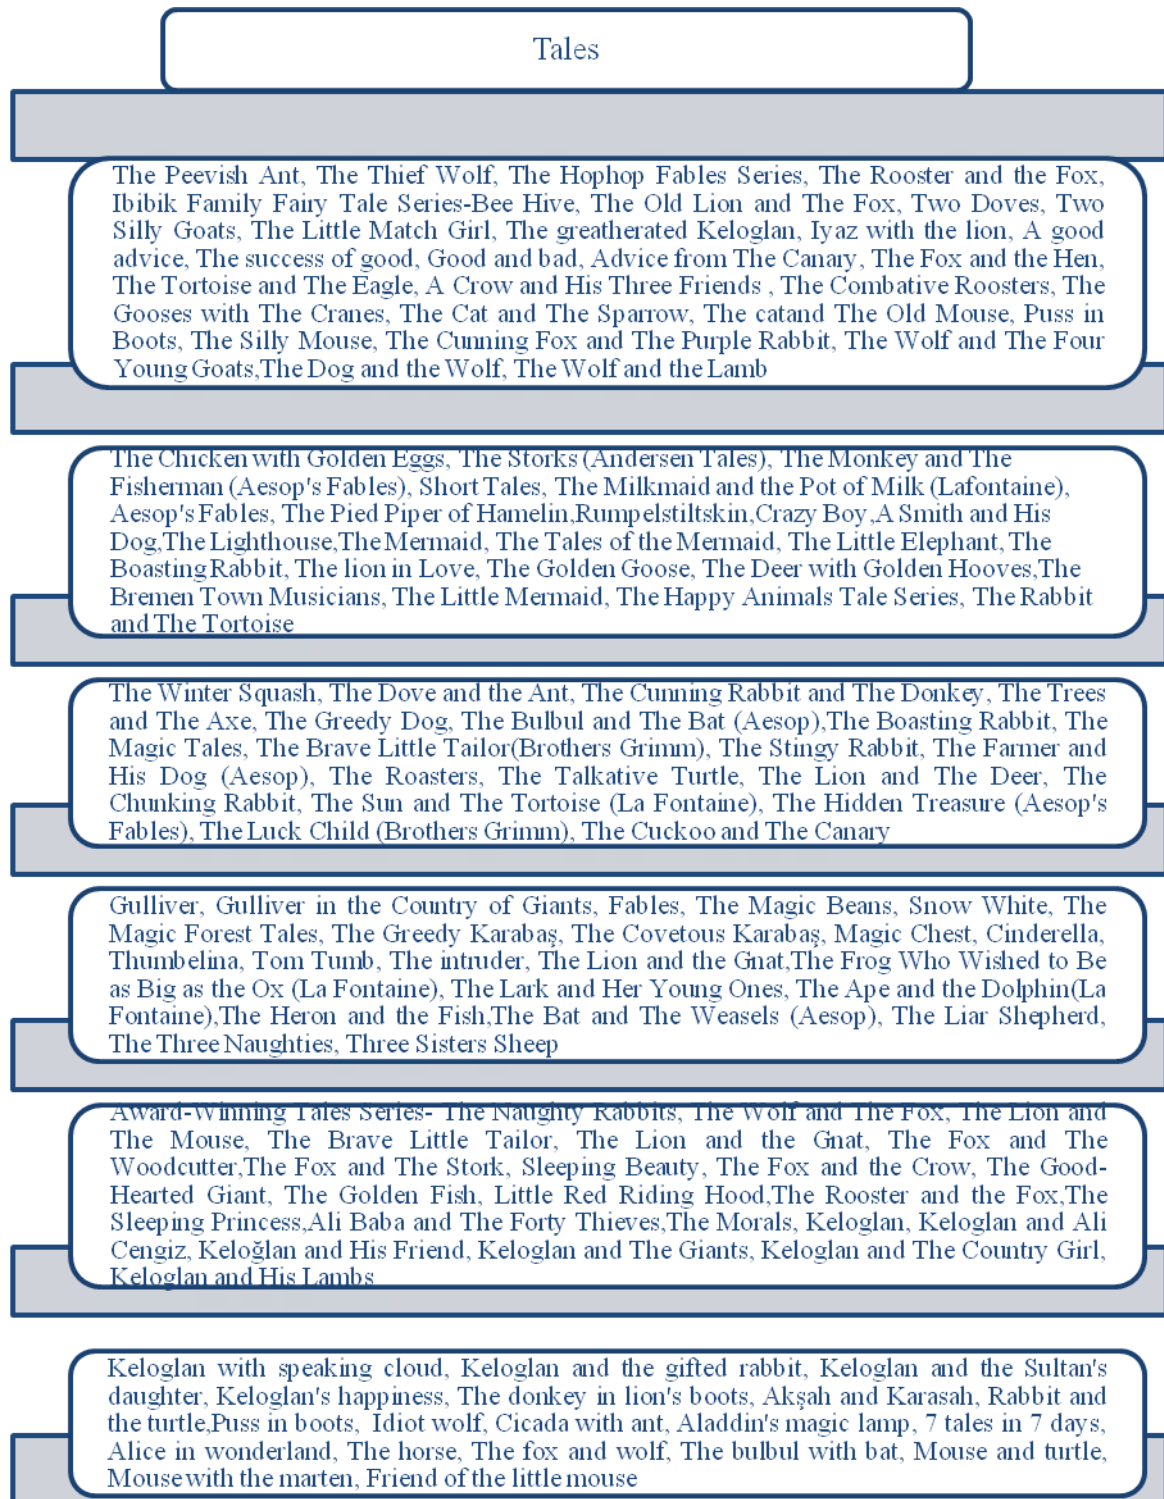 Tales
The Peevish Ant, The Thief Wolf, The Hophop Fables Series, The Rooster and the Fox,
Ibibik Family Fairy Tale Series-Bee Hive, The Old Lion and The Fox, Two Doves, Two
Silly Goats, The Little Match Girl, The greatherated Keloglan, Iyaz with the lion, A good
advice, The success of good, Good and bad, Advice from The Canary, The Fox and the Hen,
The Tortoise and The Eagle, A Crow and His Three Friends , The Combative Roosters, The
Gooses with The Cranes, The Cat and The Sparrow, The catand The Old Mouse, Puss in
Boots, The Silly Mouse, The Cunning Fox and The Purple Rabbit, The Wolf and The Four
Young Goats,The Dog and the Wolf, The Wolf and the Lamb
The Chicken with Golden Eggs, The Storks (Andersen Tales), The Monkey and The
Fisherman (Aesop's Fables), Short Tales, The Milkmaid and the Pot of Milk (Lafontaine),
Aesop's Fables, The Pied Piper of Hamelin,Rumpelstiltskin,Crazy Boy,A Smith and His
Dog,The Lighthouse,The Mermaid, The Tales of the Mermaid, The Little Elephant, The
Boasting Rabbit, The lion in Love, The Golden Goose, The Deer with Golden Hooves,The
Bremen Town Musicians, The Little Mermaid, The Happy Animals Tale Series, The Rabbit
and The Tortoise
The Winter Squash, The Dove and the Ant, The Cunning Rabbit and The Donkey, The Trees
and The Axe, The Greedy Dog, The Bulbul and The Bat (Aesop),The Boasting Rabbit, The
Magic Tales, The Brave Little Tailor(Brothers Grimm), The Stingy Rabbit, The Farmer and
His Dog (Aesop), The Roasters, The Talkative Turtle, The Lion and The Deer, The
Chunking Rabbit, The Sun and The Tortoise (La Fontaine), The Hidden Treasure (Aesop's
Fables), The Luck Child (Brothers Grimm), The Cuckoo and The Canary
Gulliver, Gulliver in the Country of Giants, Fables, The Magic Beans, Snow White, The
Magic Forest Tales, The Greedy Karabaş, The Covetous Karabaş, Magic Chest, Cinderella,
Thumbelina, Tom Tumb, The intruder, The Lion and the Gnat,The Frog Who Wished to Be
as Big as the Ox (La Fontaine), The Lark and Her Young Ones, The Ape and the Dolphin(La
Fontaine),The Heron and the Fish,The Bat and The Weasels (Aesop), The Liar Shepherd,
The Three Naughties, Three Sisters Sheep
Award-Winning Tales Series- The Naughty Rabbits, The Wolf and The Fox, The Lion and
The Mouse, The Brave Little Tailor, The Lion and the Gnat, The Fox and The
Woodcutter,The Fox and The Stork, Sleeping Beauty, The Fox and the Crow, The Good-
Hearted Giant, The Golden Fish, Little Red Riding Hood,The Rooster and the Fox,The
Sleeping Princess,Ali Baba and The Forty Thieves,The Morals, Keloglan, Keloglan and Ali
Cengiz, Keloğlan and His Friend, Keloglan and The Giants, Keloglan and The Country Girl,
Keloglan and His Lambs
Keloglan with speaking cloud, Keloglan and the gifted rabbit, Keloglan and the Sultan's
daughter, Keloglan's happiness, The donkey in lion's boots, Akşah and Karasah, Rabbit and
the turtle,Puss in boots, Idiot wolf, Cicada with ant, Aladdin's magic lamp, 7 tales in 7 days,
Alice in wonderland, The horse, The fox and wolf, The bulbul with bat, Mouse and turtle,
Mouse with the marten, Friend of the little mouse